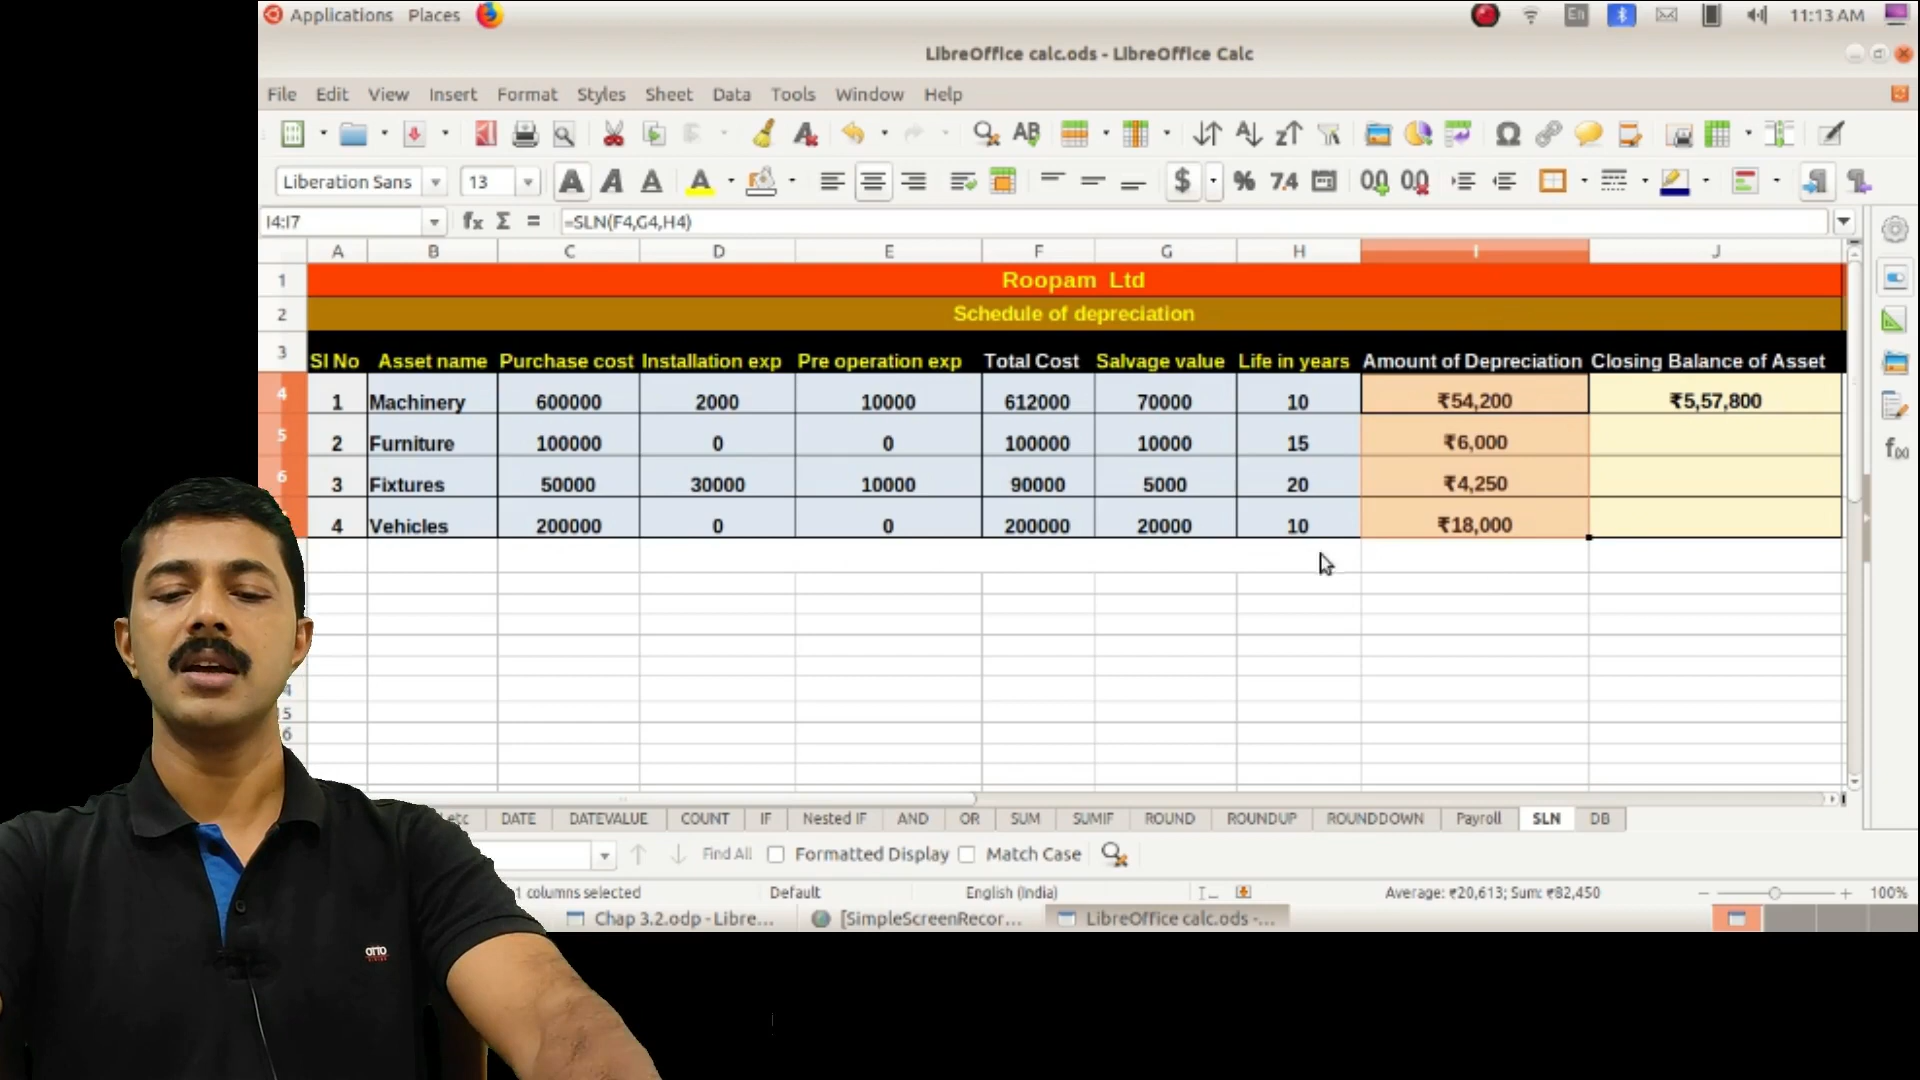 Applications Places En 11:13 AM
LibreOffice calc.ods - LibreOffice Calc
File Edit View Insert Format Styles Sheet Data Tools Window Help
Liberation Sans 13
I4:I7 =SLN(F4,G4,H4)
A B C D E F G H I J
1 Roopam Ltd
2 Schedule of depreciation
3 Sl No Asset name Purchase cost Installation exp Pre operation exp Total Cost Salvage value Life in years Amount of Depreciation Closing Balance of Asset
4 1 Machinery 600000 2000 10000 612000 70000 10 ₹54,200 ₹5,57,800
5 2 Furniture 100000 0 0 100000 10000 15 ₹6,000
6 3 Fixtures 50000 30000 10000 90000 5000 20 ₹4,250
4 Vehicles 200000 0 0 200000 20000 10 ₹18,000
etc DATE DATEVALUE COUNT IF Nested IF AND OR SUM SUMIF ROUND ROUNDUP ROUNDDOWN Payroll SLN DB
Find All Formatted Display Match Case
1 columns selected Default English (India) Average: ₹20,613; Sum: ₹82,450 100%
Chap 3.2.odp - Libre... [SimpleScreenRecor... LibreOffice calc.ods -...
OTTO